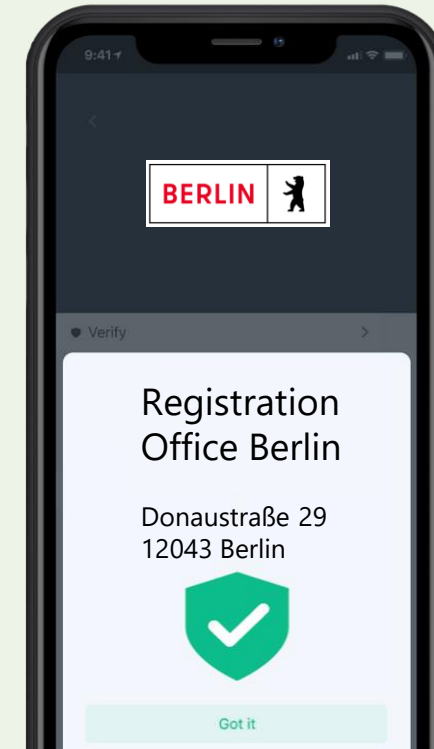 9:41
BERLIN
Verify
Registration
Office Berlin
Donaustraße 29
12043 Berlin
Got it